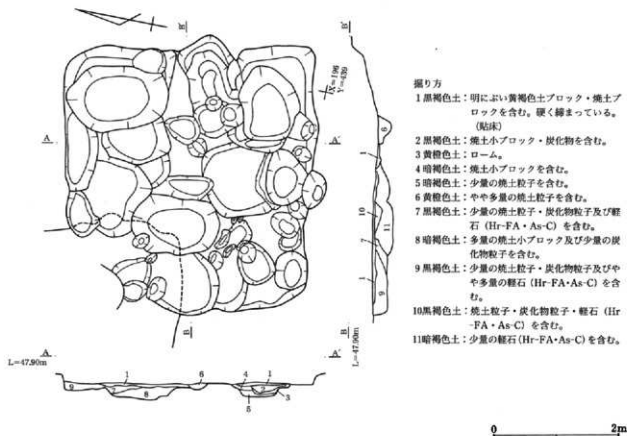 B
B′
IX=196
Y=-439
A
A′
掘り方
1黒褐色土：明にぶい黄褐色土ブロック・焼土ブ
ロックを含む。硬く締まっている。
（貼床）
2黒褐色土：焼土小ブロック・炭化物を含む。
3黄橙色土：ローム。
4暗褐色土：焼土小ブロックを含む。
5暗褐色土：少量の焼土粒子を含む。
6黄橙色土：やや多量の焼土粒子を含む。
7黒褐色土：少量の焼土粒子・炭化物粒子及び軽
石（Hr-FA・As-C）を含む。
8暗褐色土：多量の焼土小ブロック及び少量の炭
化物粒子を含む。
9黒褐色土：少量の焼土粒子・炭化物粒子及びや
や多量の軽石（Hr-FA・As-C）を含
む。
10黒褐色土：焼土粒子・炭化物粒子・軽石（Hr
-FA・As-C）を含む。
11暗褐色土：少量の軽石(Hr-FA・As-C)を含む。
6
1
10
11
7
1
9
B
B
L=47.90m
A
A′
L=47.90m
1
6
4
1
9
2
8
2
3
5
0
2m